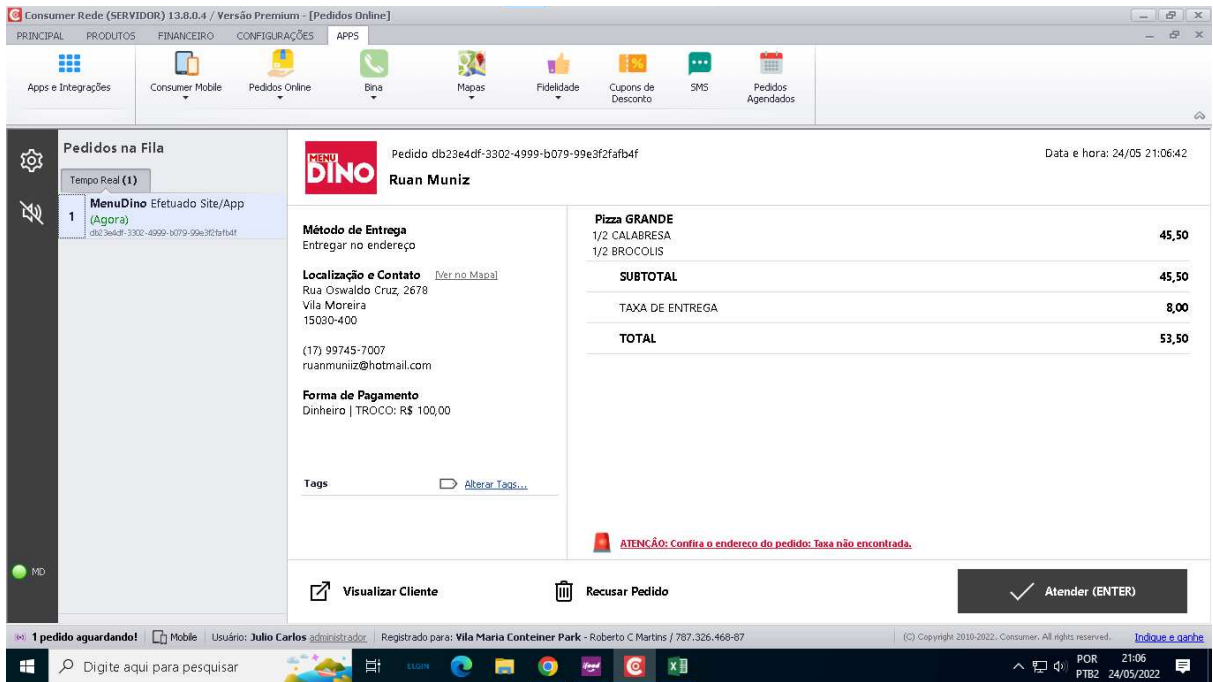 Consumer Rede (SERVIDOR) 13.8.0.4 / Versão Premium - [Pedidos Online]
PRINCIPAL PRODUTOS FINANCEIRO CONFIGURAÇÕES APPS
Apps e Integrações
Consumer Mobile
Pedidos Online
Bina
Mapas
Fidelidade
Cupons de
Desconto
SMS
Pedidos
Agendados
Pedidos na Fila
Tempo Real (1)
1
MenuDino Efetuado Site/App
(Agora)
db23e4df-3302-4999-b079-99e3f2fafb4f
MD
MENU
DINO
Pedido db23e4df-3302-4999-b079-99e3f2fafb4f
Ruan Muniz
Data e hora: 24/05 21:06:42
Método de Entrega
Entregar no endereço
Localização e Contato [Ver no Mapa]
Rua Oswaldo Cruz, 2678
Vila Moreira
15030-400
(17) 99745-7007
ruanmuniiz@hotmail.com
Forma de Pagamento
Dinheiro | TROCO: R$ 100,00
Tags Alterar Tags...
Pizza GRANDE
1/2 CALABRESA 45,50
1/2 BROCOLIS
SUBTOTAL 45,50
TAXA DE ENTREGA 8,00
TOTAL 53,50
ATENÇÃO: Confira o endereço do pedido: Taxa não encontrada.
Visualizar Cliente
Recusar Pedido
Atender (ENTER)
1 pedido aguardando! Mobile Usuário: Julio Carlos administrador Registrado para: Vila Maria Conteiner Park - Roberto C Martins / 787.326.468-87 (C) Copyright 2010-2022. Consumer. All rights reserved. Indique e ganhe
Digite aqui para pesquisar
ELGIN
ifood
POR 21:06
PTB2 24/05/2022